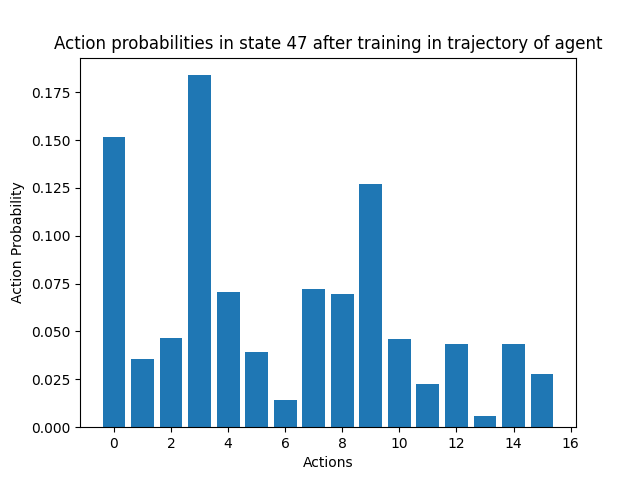 Action probabilities in state 47 after training in trajectory of agent
0.175
0.150
0.125
0.100
0.075
0.050
0.025
0.000
Action Probability
0 2 4 6 8 10 12 14 16
Actions